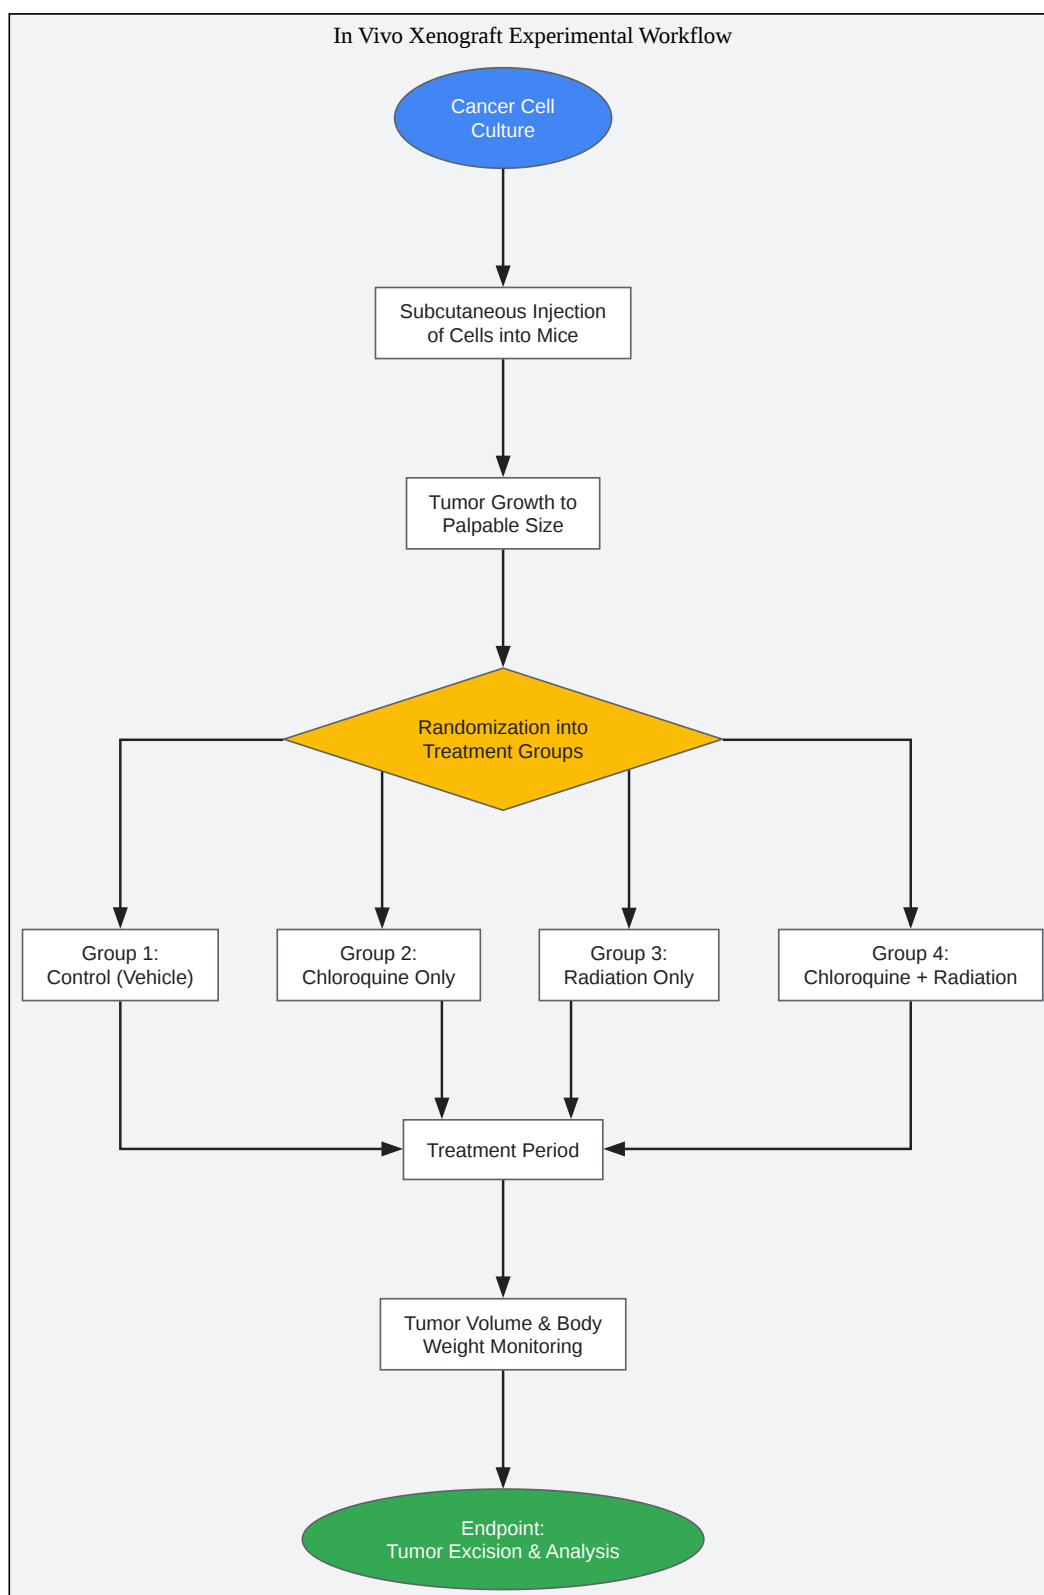 In Vivo Xenograft Experimental Workflow
Cancer Cell
Culture
Subcutaneous Injection
of Cells into Mice
Tumor Growth to
Palpable Size
Randomization into
Treatment Groups
Group 1:
Control (Vehicle)
Group 2:
Chloroquine Only
Group 3:
Radiation Only
Group 4:
Chloroquine + Radiation
Treatment Period
Tumor Volume & Body
Weight Monitoring
Endpoint:
Tumor Excision & Analysis